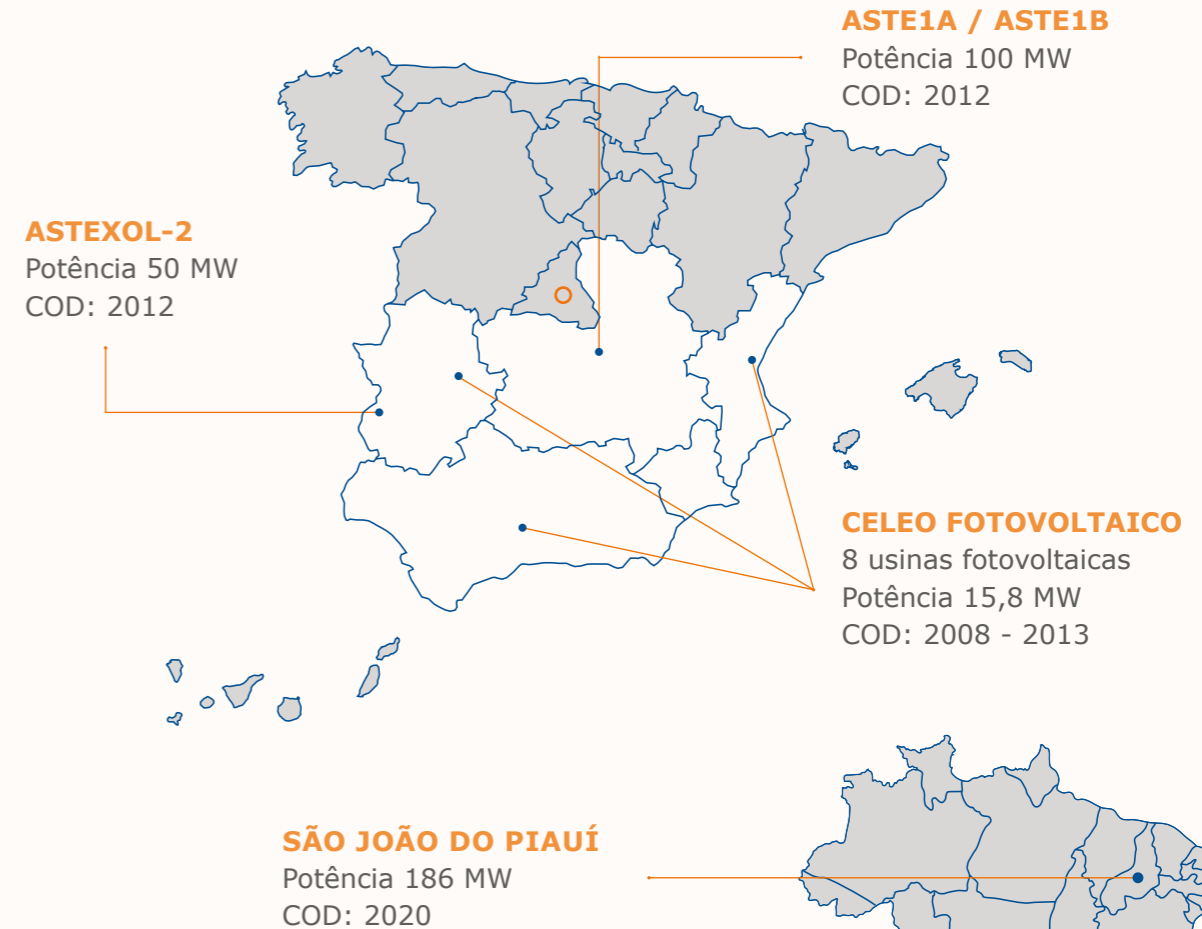 ASTE1A / ASTE1B
Potência 100 MW
COD: 2012
ASTEXOL-2
Potência 50 MW
COD: 2012
CELEO FOTOVOLTAICO
8 usinas fotovoltaicas
Potência 15,8 MW
COD: 2008 - 2013
SÃO JOÃO DO PIAUÍ
Potência 186 MW
COD: 2020